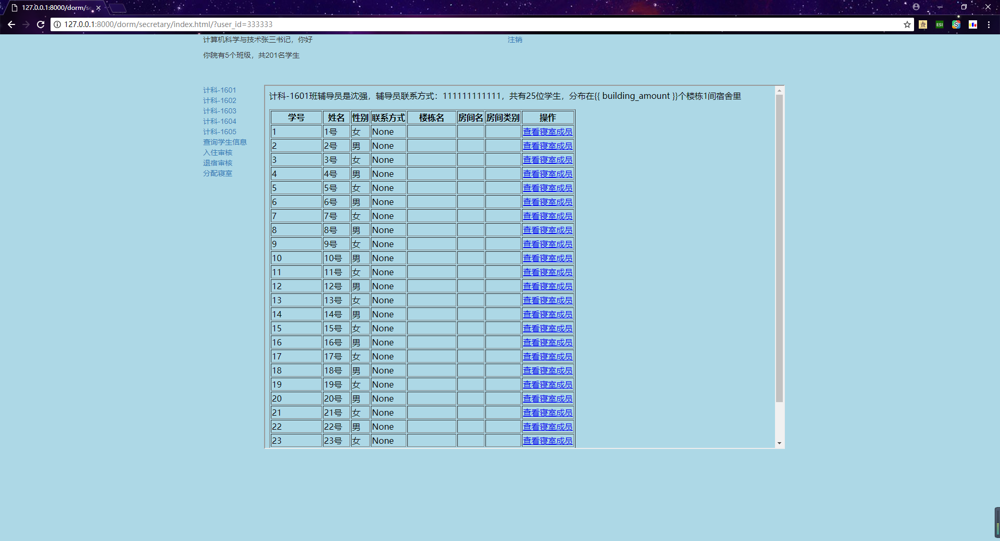 127.0.0.1:8000/dorm/se
127.0.0.1:8000/dorm/secretary/index.html/?user_id=333333
计算机科学与技术张三书记，你好 注销
你院有5个班级，共201名学生
计科-1601
计科-1602
计科-1603
计科-1604
计科-1605
查询学生信息
入住审核
退宿审核
分配寝室
计科-1601班辅导员是沈强，辅导员联系方式：111111111111，共有25位学生，分布在{{ building_amount }}个楼栋1间宿舍里
学号 姓名 性别 联系方式 楼栋名 房间名 房间类别 操作
1 1号 女 None 查看寝室成员
2 2号 男 None 查看寝室成员
3 3号 女 None 查看寝室成员
4 4号 男 None 查看寝室成员
5 5号 女 None 查看寝室成员
6 6号 男 None 查看寝室成员
7 7号 女 None 查看寝室成员
8 8号 男 None 查看寝室成员
9 9号 女 None 查看寝室成员
10 10号 男 None 查看寝室成员
11 11号 女 None 查看寝室成员
12 12号 男 None 查看寝室成员
13 13号 女 None 查看寝室成员
14 14号 男 None 查看寝室成员
15 15号 女 None 查看寝室成员
16 16号 男 None 查看寝室成员
17 17号 女 None 查看寝室成员
18 18号 男 None 查看寝室成员
19 19号 女 None 查看寝室成员
20 20号 男 None 查看寝室成员
21 21号 女 None 查看寝室成员
22 22号 男 None 查看寝室成员
23 23号 女 None 查看寝室成员